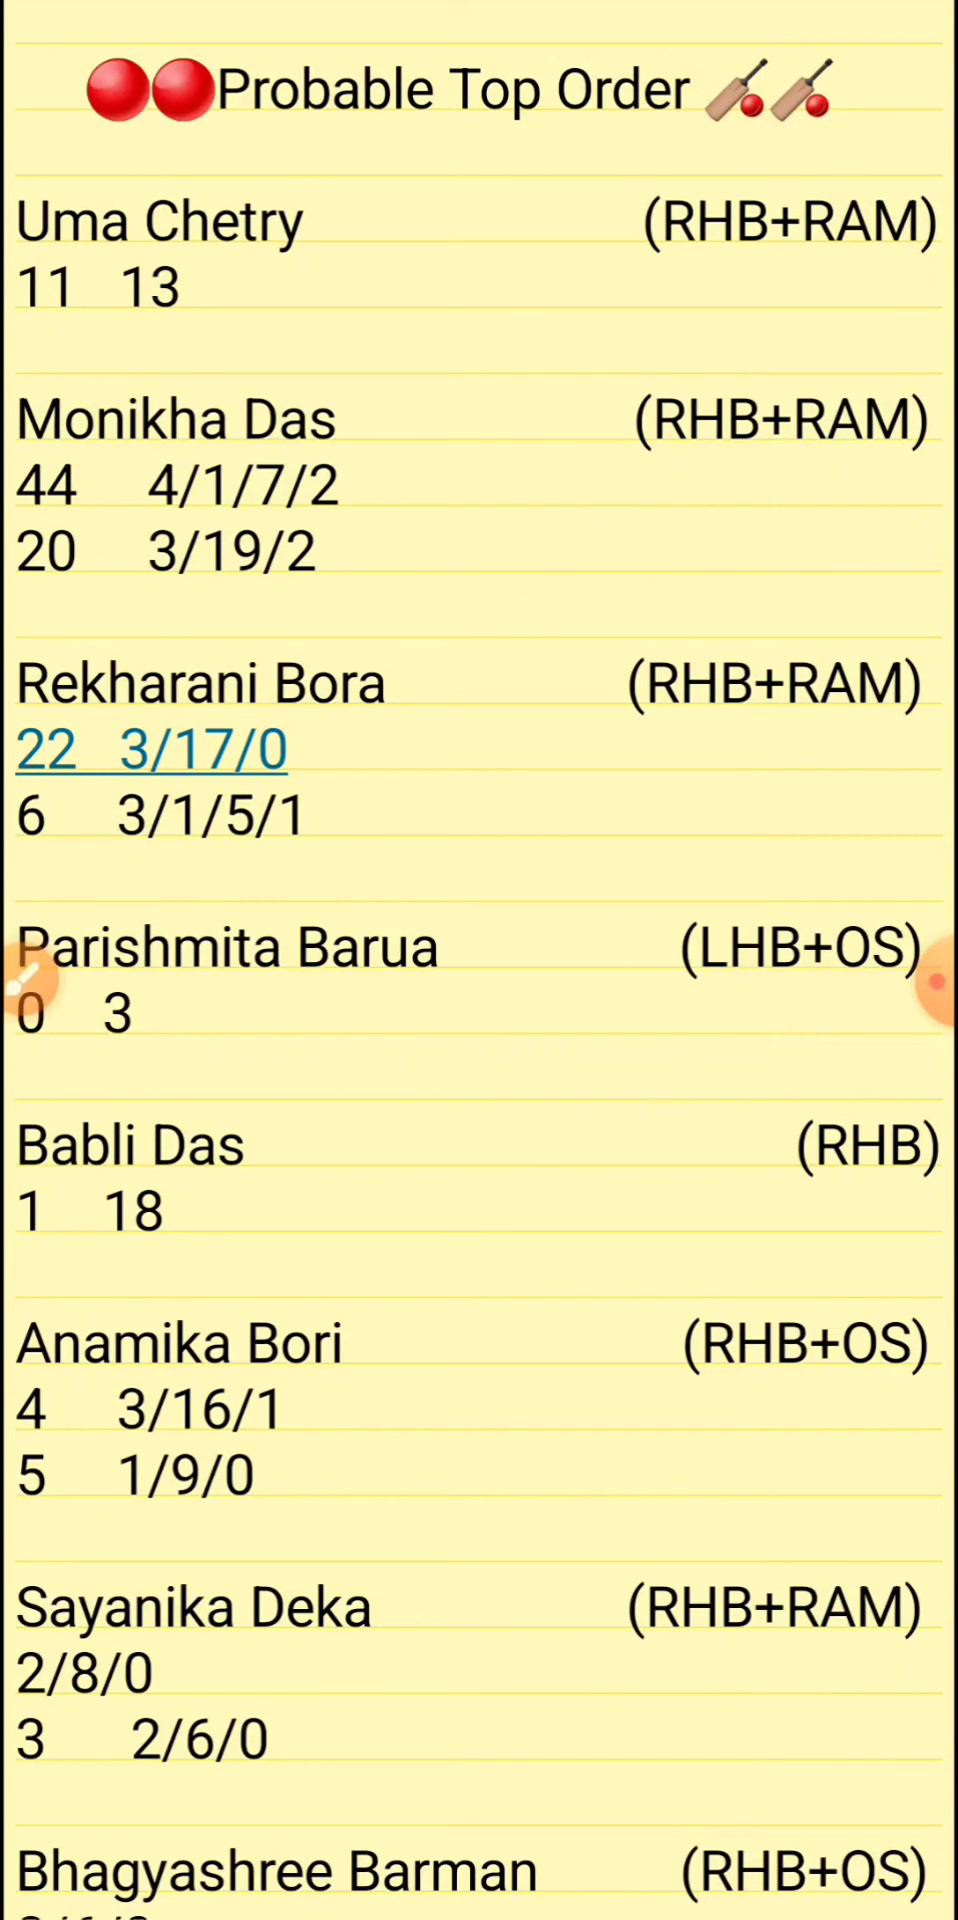 🔴🔴Probable Top Order 🏏🏏
Uma Chetry (RHB+RAM)
11 13
Monikha Das (RHB+RAM)
44 4/1/7/2
20 3/19/2
Rekharani Bora (RHB+RAM)
22 3/17/0
6 3/1/5/1
Parishmita Barua (LHB+OS)
0 3
Babli Das (RHB)
1 18
Anamika Bori (RHB+OS)
4 3/16/1
5 1/9/0
Sayanika Deka (RHB+RAM)
2/8/0
3 2/6/0
Bhagyashree Barman (RHB+OS)